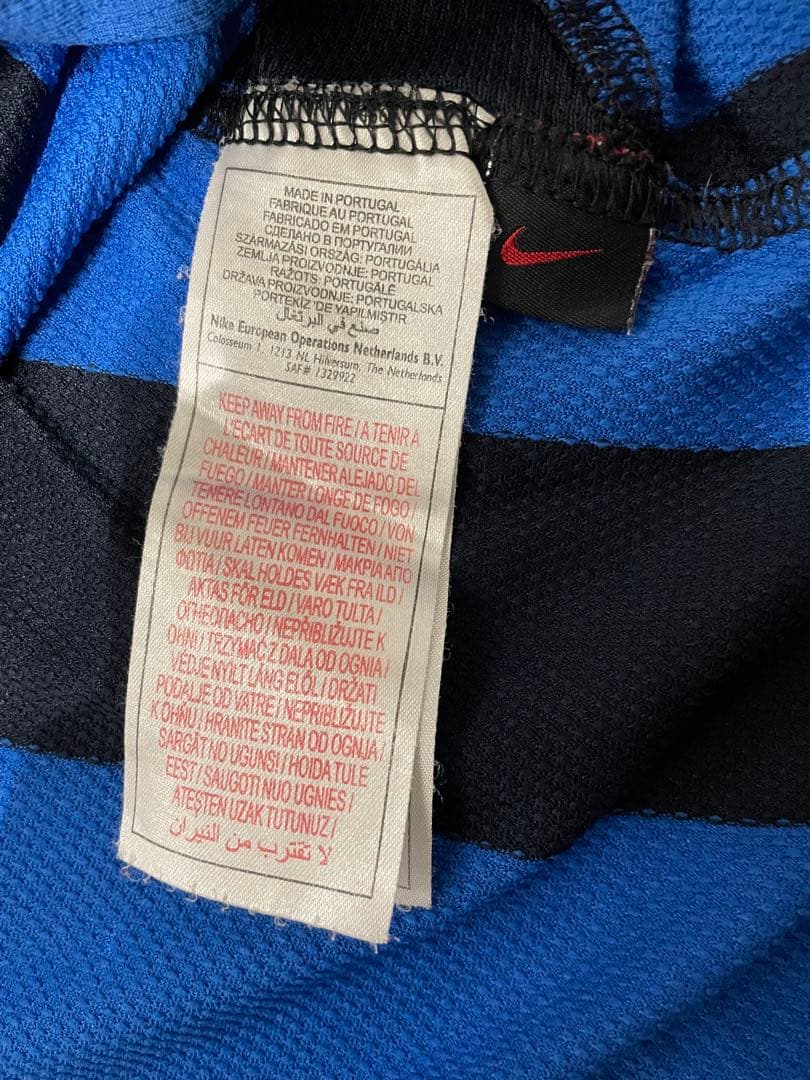 MADE IN PORTUGAL
FABRIQUE AU PORTUGAL
FABRICADO EM PORTUGAL
СДЕЛАНО В ПОРТУГАЛИИ
SZÁRMAZÁSI ORSZÁG: PORTUGÁLIA
ZEMLJA PROIZVODNJE: PORTUGAL
RAŽOTS: PORTUGĀLĒ
DRŽAVA PROIZVODNJE: PORTUGALSKA
PORTEKİZ 'DE YAPILMIŞTIR
صنع في البرتغال
Nike European Operations Netherlands B.V.
Colosseum 1, 1213 NL Hilversum, The Netherlands
SAF# 1329922
KEEP AWAY FROM FIRE / A TENIR À
L'ECART DE TOUTE SOURCE DE
CHALEUR / MANTENER ALEJADO DEL
FUEGO / MANTER LONGE DE FOGO /
TENERE LONTANO DAL FUOCO / VON
OFFENEM FEUER FERNHALTEN / NIET
BIJ VUUR LATEN KOMEN / ΜΑΚΡΙΑ ΑΠΟ
ΦΩΤΙΑ / SKAL HOLDES VÆK FRA ILD /
AKTAS FÖR ELD / VARO TULTA /
ОГНЕОПАСНО / NEPŘIBLIŽUJTE K
OHNI / TRZYMAĆ Z DALA OD OGNIA /
VEDJE NYÍLT LÁNG ELŐL / DRŽATI
PODALJE OD VATRE / NEPRIBLIŽUJTE
K OHŇU / HRANITE STRAN OD OGNJA /
SARGĀT NO UGUNS / HOIDA TULE
EEST / SAUGOTI NUO UGNIES /
ATEŞTEN UZAK TUTUNUZ /
لا تقترب من النيران